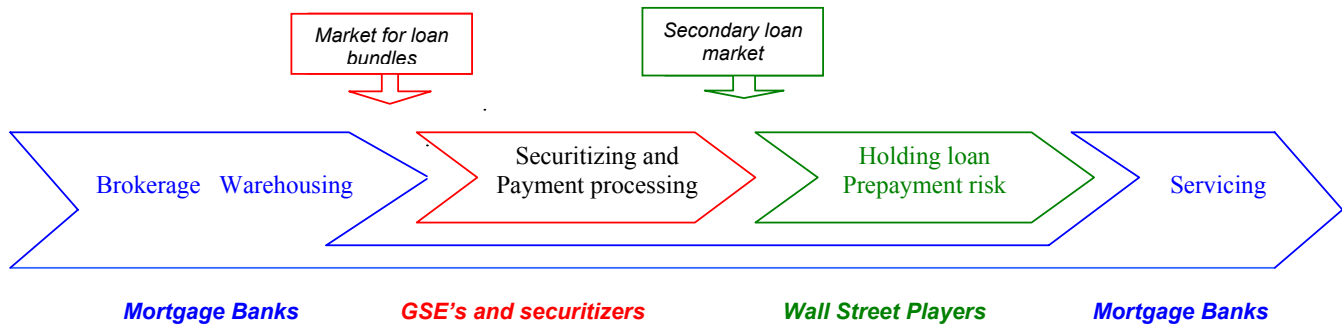 Market for loan
bundles
Secondary loan
market
Brokerage Warehousing
Securitizing and
Payment processing
Holding loan
Prepayment risk
Servicing
Mortgage Banks
GSE's and securitizers
Wall Street Players
Mortgage Banks